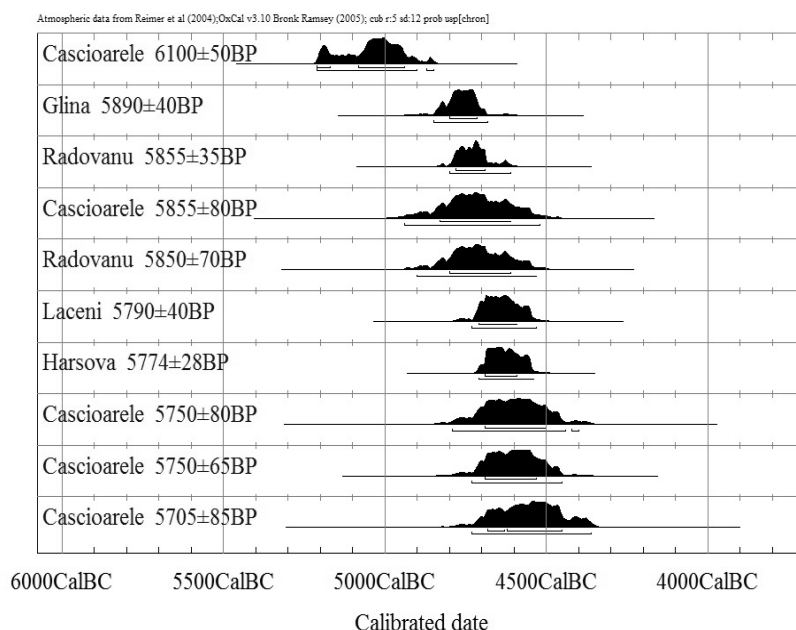 Atmospheric data from Reimer et al (2004);OxCal v3.10 Bronk Ramsey (2005); cub r:5 sd:12 prob usp[chron]
Cascioarele 6100±50BP
Glina 5890±40BP
Radovanu 5855±35BP
Cascioarele 5855±80BP
Radovanu 5850±70BP
Laceni 5790±40BP
Harsova 5774±28BP
Cascioarele 5750±80BP
Cascioarele 5750±65BP
Cascioarele 5705±85BP
6000CalBC 5500CalBC 5000CalBC 4500CalBC 4000CalBC
Calibrated date